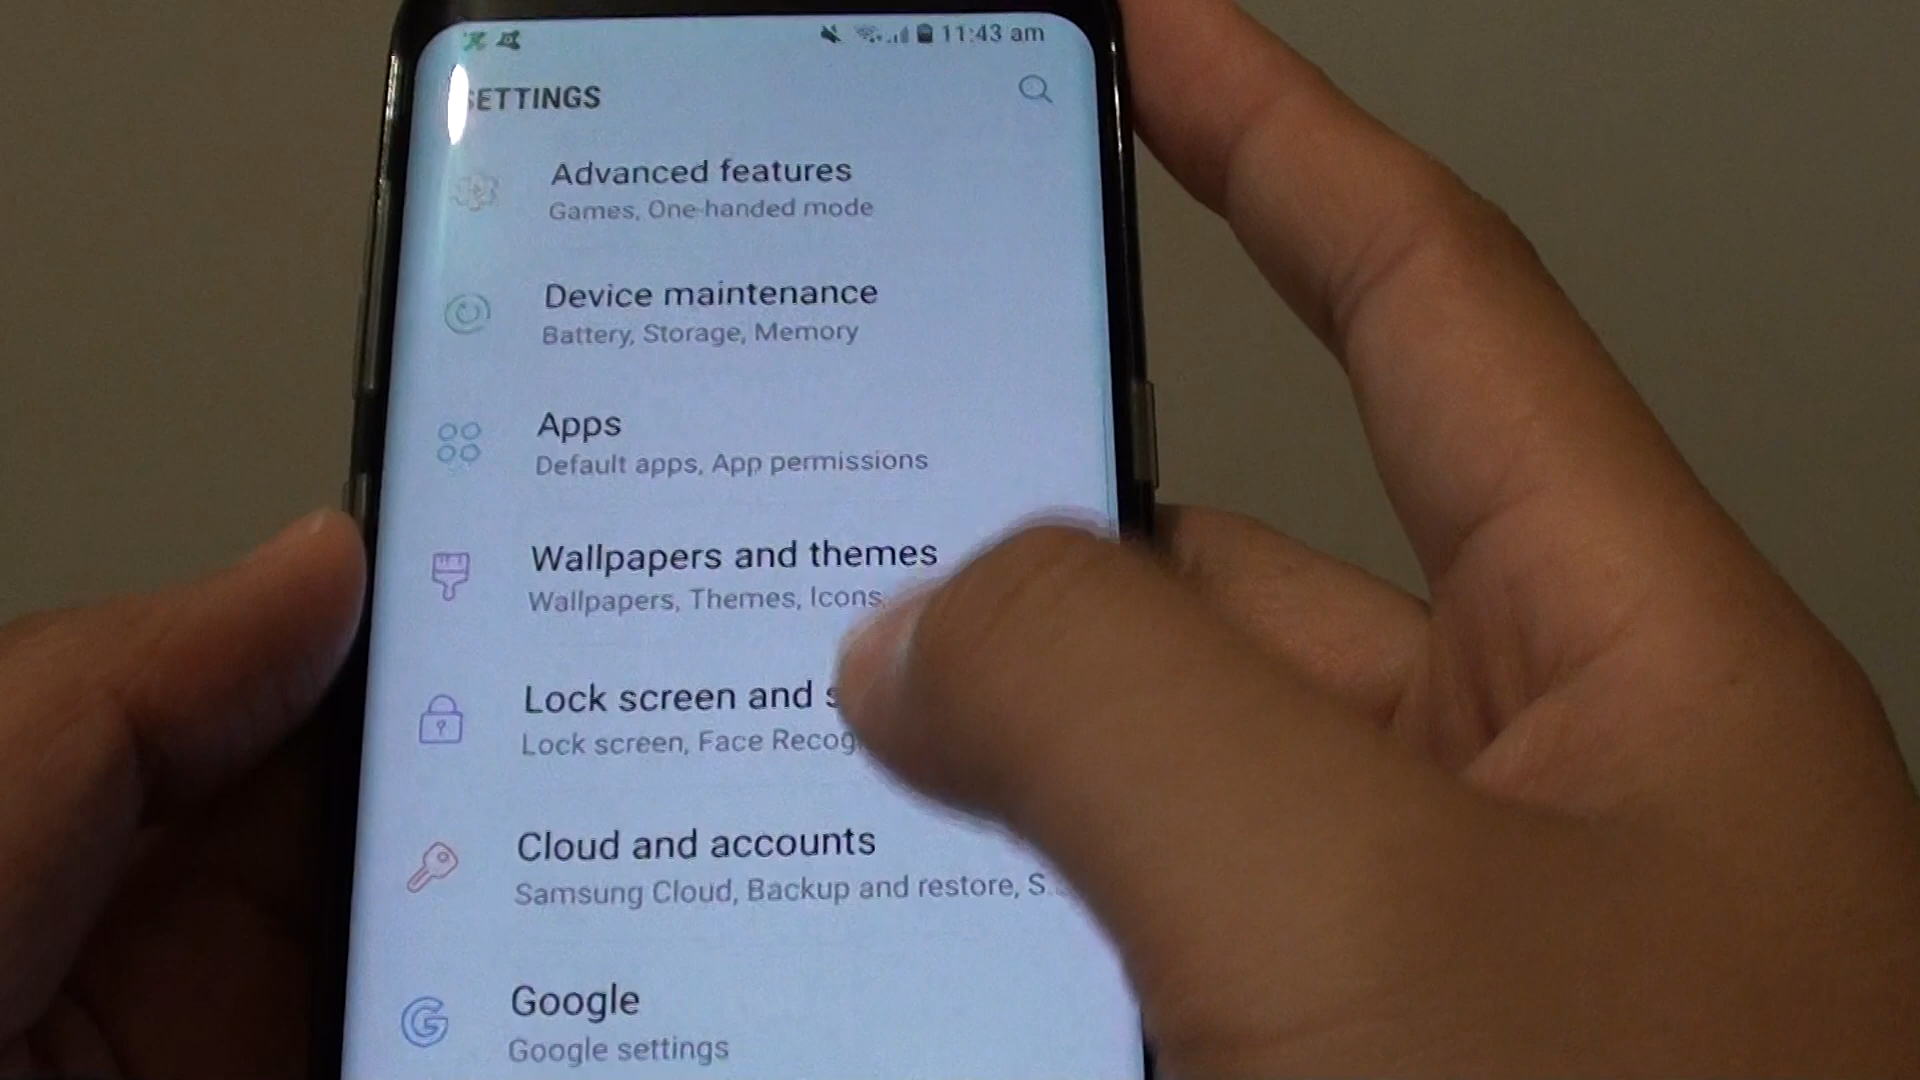 11:43 am
SETTINGS
Advanced features
Games, One-handed mode
Device maintenance
Battery, Storage, Memory
Apps
Default apps, App permissions
Wallpapers and themes
Wallpapers, Themes, Icons
Lock screen and
Lock screen, Face
Cloud and accounts
Samsung Cloud, Backup and restore, S...
Google
Google settings